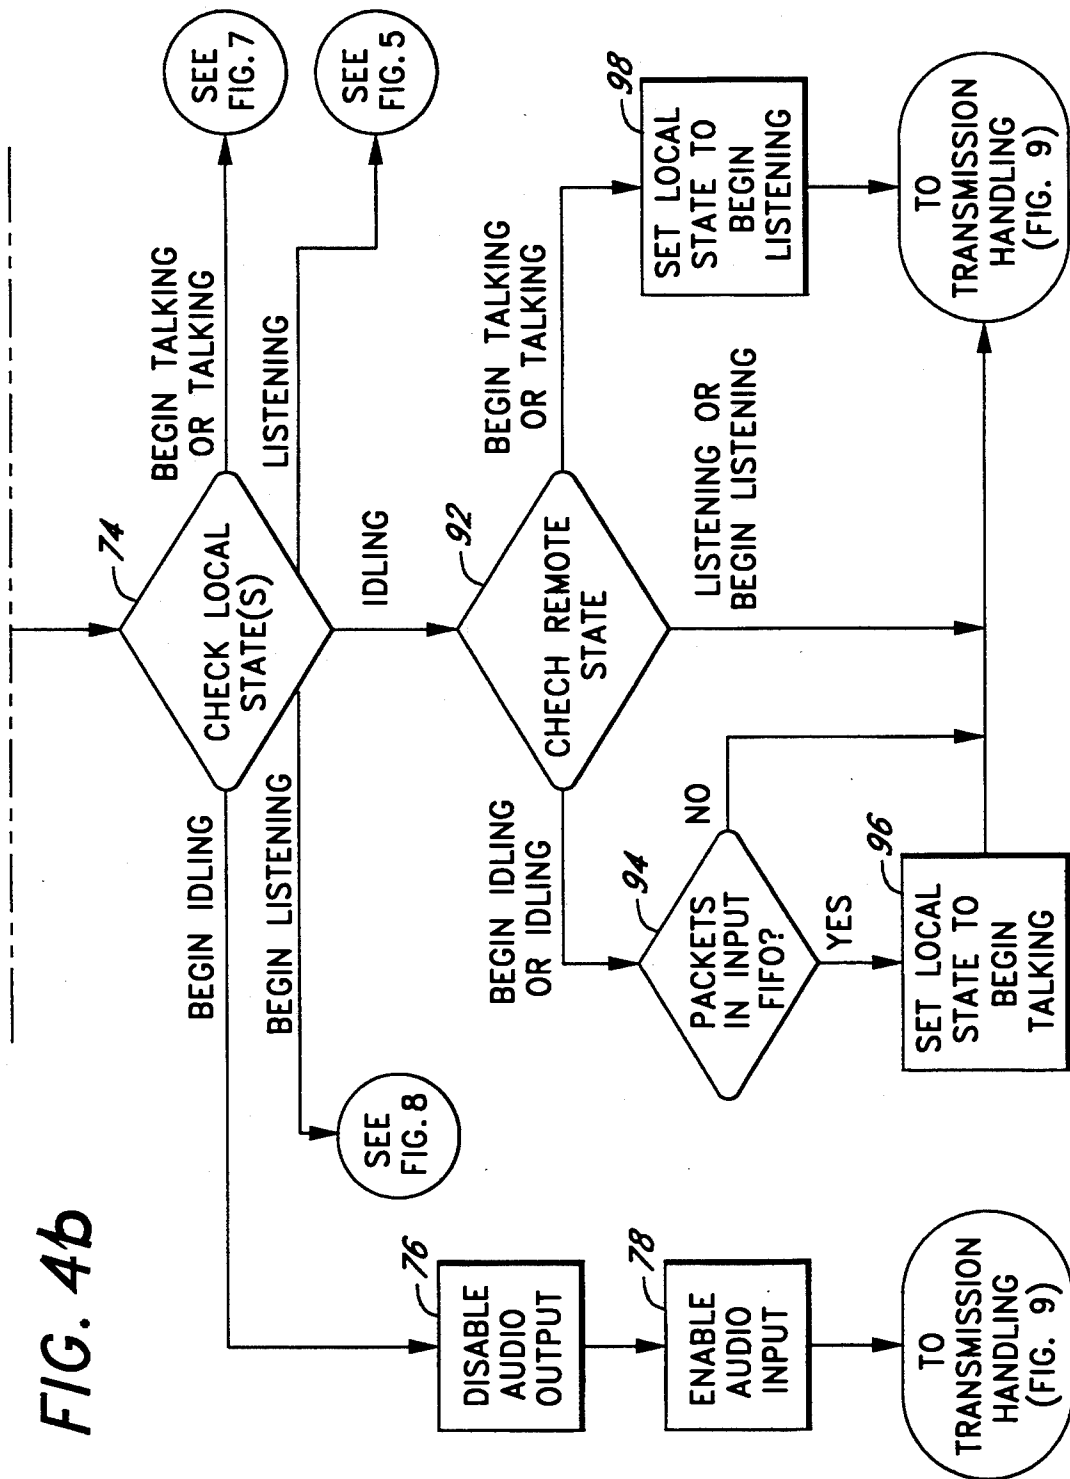 FIG. 4b
74
CHECK LOCAL
STATE(S)
BEGIN TALKING
OR TALKING
SEE
FIG. 7
LISTENING
SEE
FIG. 5
BEGIN IDLING
BEGIN LISTENING
SEE
FIG. 8
IDLING
76
DISABLE
AUDIO
OUTPUT
78
ENABLE
AUDIO
INPUT
TO
TRANSMISSION
HANDLING
(FIG. 9)
92
CHECH REMOTE
STATE
BEGIN TALKING
OR TALKING
98
SET LOCAL
STATE TO
BEGIN
LISTENING
LISTENING OR
BEGIN LISTENING
BEGIN IDLING
OR IDLING
94
PACKETS
IN INPUT
FIFO?
NO
YES
96
SET LOCAL
STATE TO
BEGIN
TALKING
TO
TRANSMISSION
HANDLING
(FIG. 9)